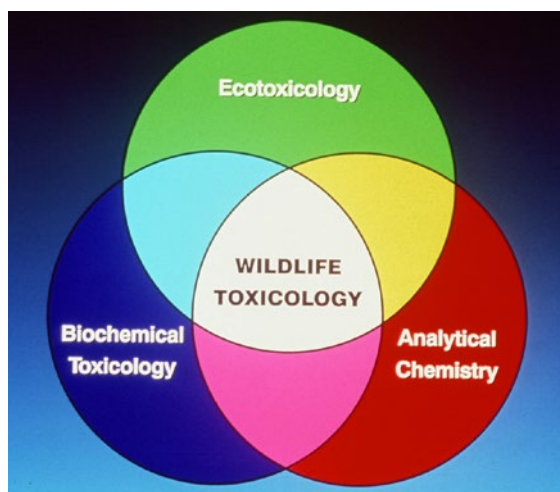 Ecotoxicology
WILDLIFE
TOXICOLOGY
Biochemical
Toxicology
Analytical
Chemistry